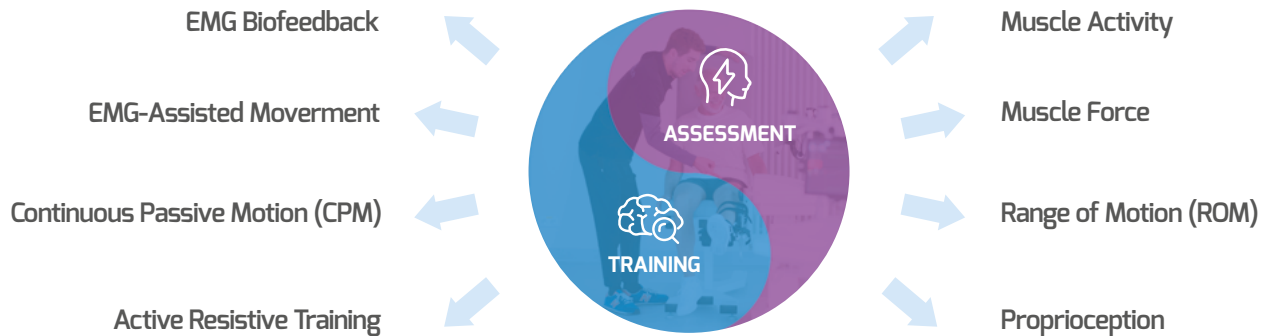 EMG Biofeedback
EMG-Assisted Moverment
Continuous Passive Motion (CPM)
Active Resistive Training
ASSESSMENT
TRAINING
Muscle Activity
Muscle Force
Range of Motion (ROM)
Proprioception